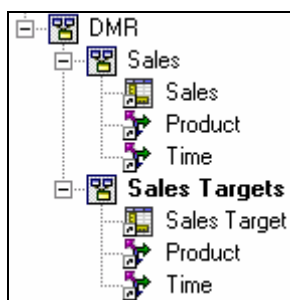 DMR
Sales
Sales
Product
Time
Sales Targets
Sales Target
Product
Time